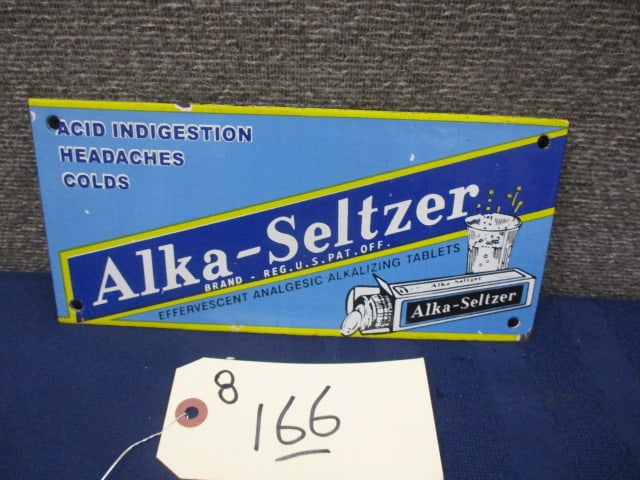 ACID INDIGESTION
HEADACHES
COLDS
Alka-Seltzer
BRAND - REG.U.S.PAT.OFF.
EFFERVESCENT ANALGESIC ALKALIZING TABLETS
Alka Seltzer
Alka-Seltzer
8
166